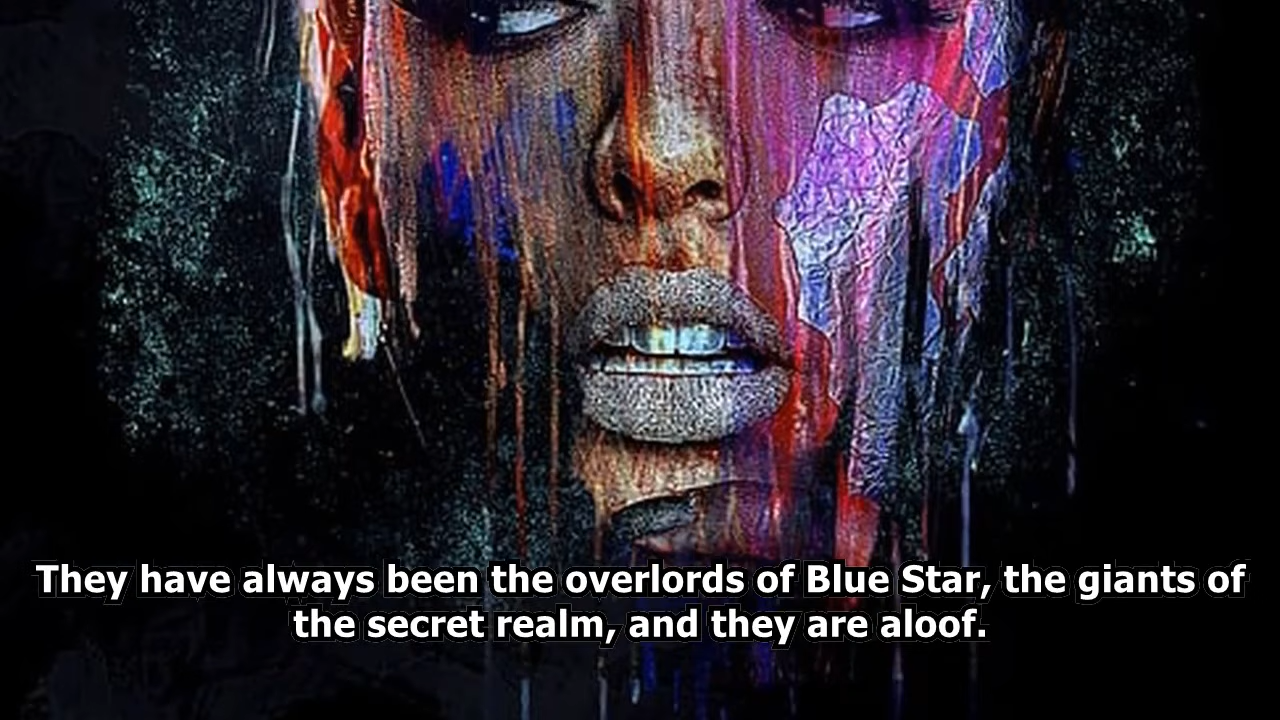 They have always been the overlords of Blue Star, the giants of
the secret realm, and they are aloof.